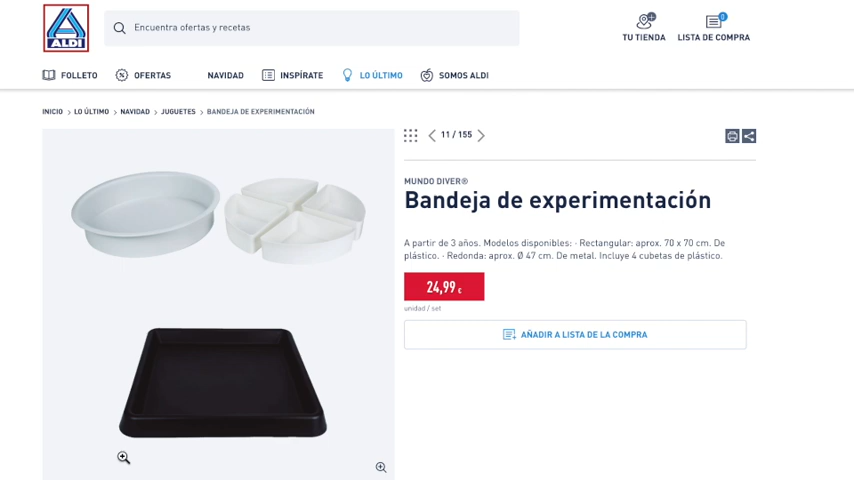 ALDI
Encuentra ofertas y recetas
0
TU TIENDA
LISTA DE COMPRA
FOLLETO
OFERTAS
NAVIDAD
INSPÍRATE
LO ÚLTIMO
SOMOS ALDI
INICIO > LO ÚLTIMO > NAVIDAD > JUGUETES > BANDEJA DE EXPERIMENTACIÓN
11 / 155
MUNDO DIVER®
Bandeja de experimentación
A partir de 3 años. Modelos disponibles: · Rectangular: aprox. 70 x 70 cm. De
plástico. · Redonda: aprox. Ø 47 cm. De metal. Incluye 4 cubetas de plástico.
24,99 €
unidad / set
AÑADIR A LISTA DE LA COMPRA